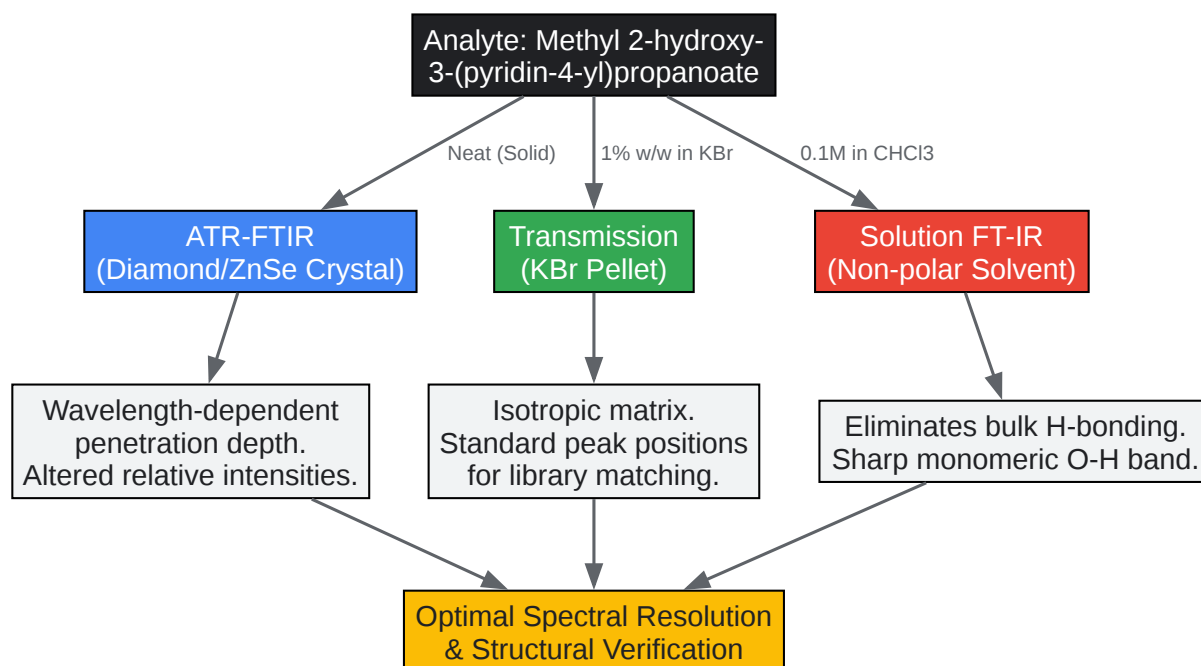 Analyte: Methyl 2-hydroxy-
3-(pyridin-4-yl)propanoate
Neat (Solid)
1% w/w in KBr
0.1M in CHCl3
ATR-FTIR
(Diamond/ZnSe Crystal)
Transmission
(KBr Pellet)
Solution FT-IR
(Non-polar Solvent)
Wavelength-dependent
penetration depth.
Altered relative intensities.
Isotropic matrix.
Standard peak positions
for library matching.
Eliminates bulk H-bonding.
Sharp monomeric O-H band.
Optimal Spectral Resolution
& Structural Verification